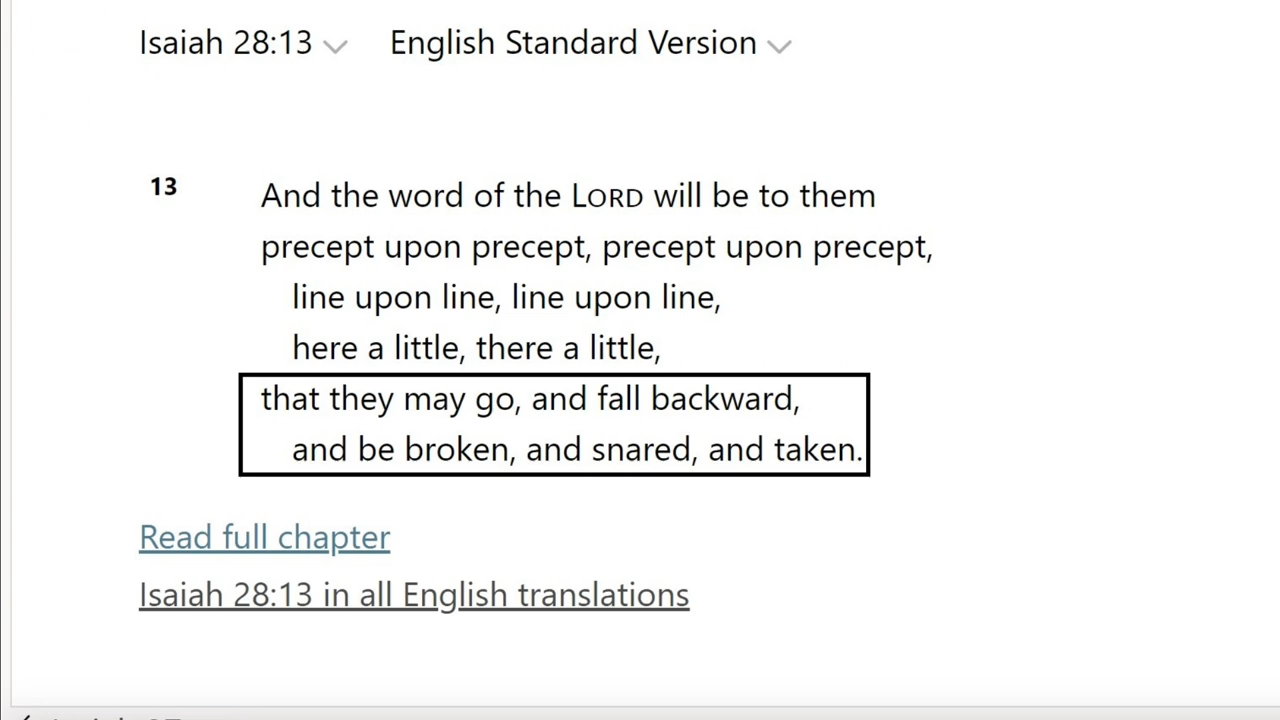 Isaiah 28:13 English Standard Version
13 And the word of the LORD will be to them
precept upon precept, precept upon precept,
line upon line, line upon line,
here a little, there a little,
that they may go, and fall backward,
and be broken, and snared, and taken.
Read full chapter
Isaiah 28:13 in all English translations